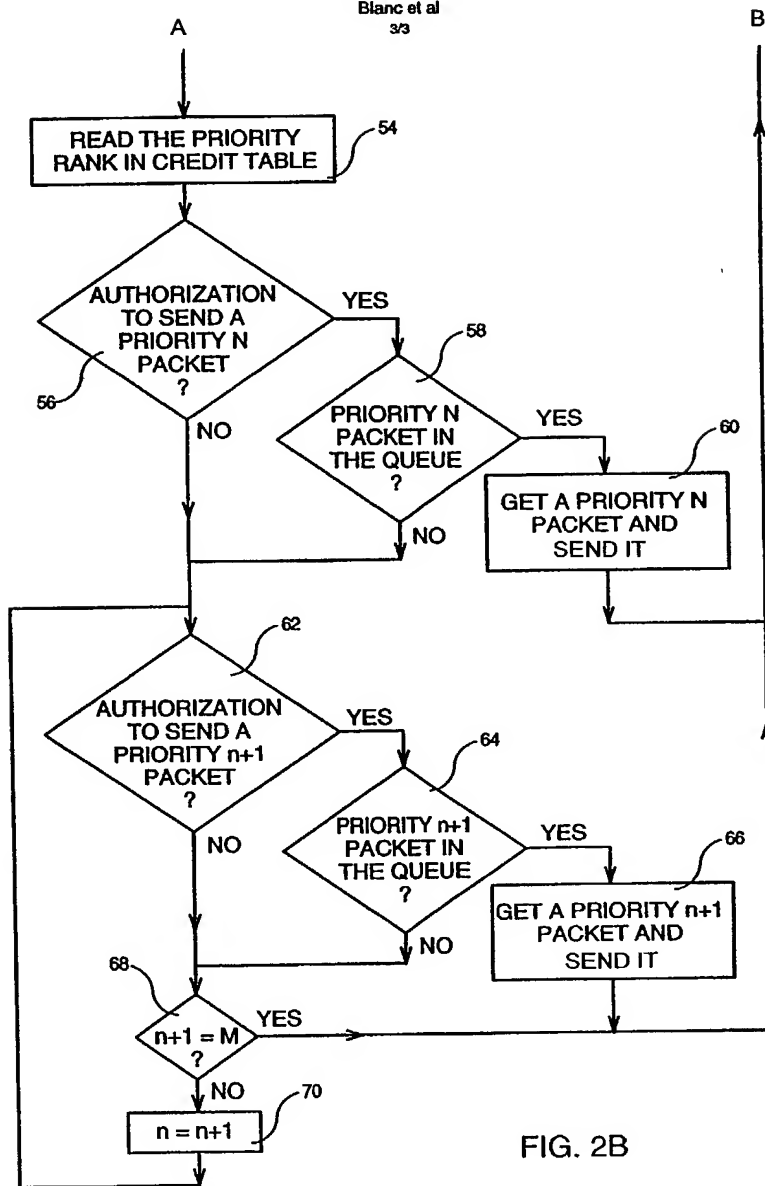 Blanc et al
3/3
A
B
READ THE PRIORITY
RANK IN CREDIT TABLE
54
AUTHORIZATION
TO SEND A
PRIORITY N
PACKET
?
56
YES
NO
58
PRIORITY N
PACKET IN
THE QUEUE
?
YES
NO
60
GET A PRIORITY N
PACKET AND
SEND IT
62
AUTHORIZATION
TO SEND A
PRIORITY n+1
PACKET
?
YES
NO
64
PRIORITY n+1
PACKET IN
THE QUEUE
?
YES
NO
66
GET A PRIORITY n+1
PACKET AND
SEND IT
68
n+1 = M
?
YES
NO
70
n = n+1
FIG. 2B